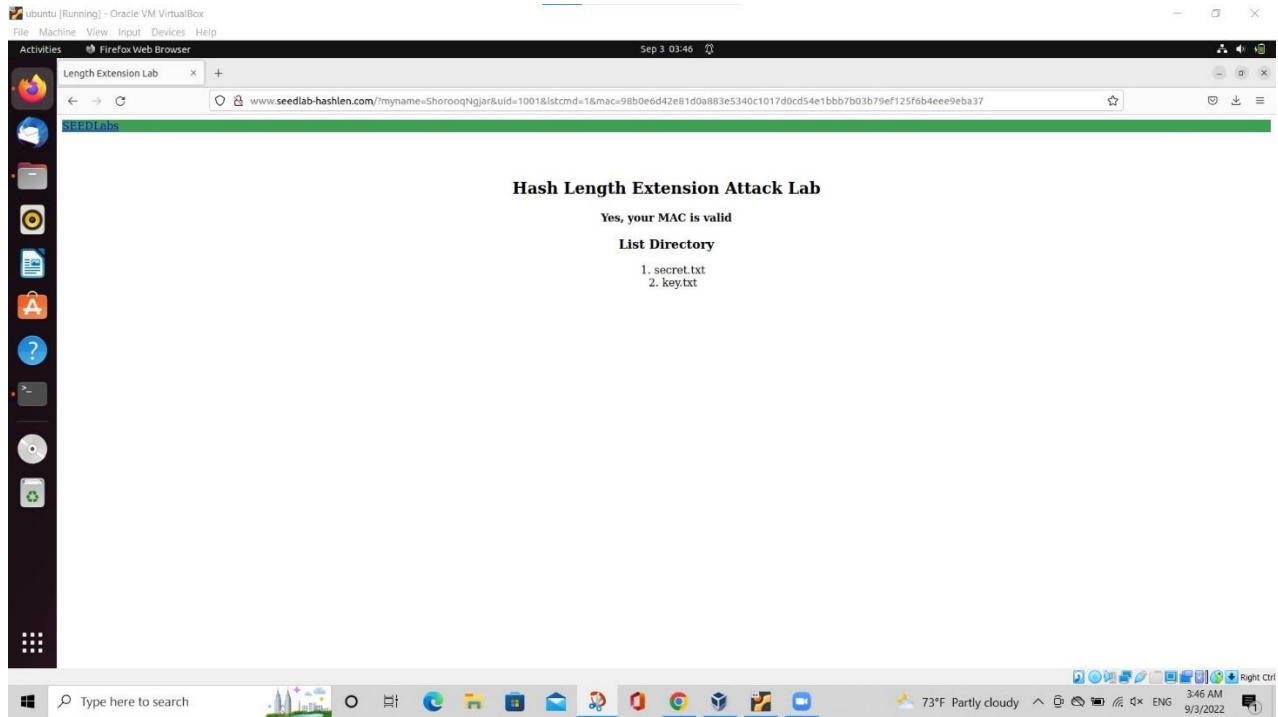 ubuntu [Running] - Oracle VM VirtualBox
File Machine View Input Devices Help
Activities Firefox Web Browser Sep 3 03:46
Length Extension Lab
www.seedlab-hashlen.com/?myname=ShorooqNgjar&uid=1001&lstcmd=1&mac=98b0e6d42e81d0a883e5340c1017d0cd54e1bbb7b03b79ef125f6b4eee9eba37
SEEDLabs
Hash Length Extension Attack Lab
Yes, your MAC is valid
List Directory
1. secret.txt
2. key.txt
Right Ctrl
Type here to search 73°F Partly cloudy ENG 3:46 AM
9/3/2022